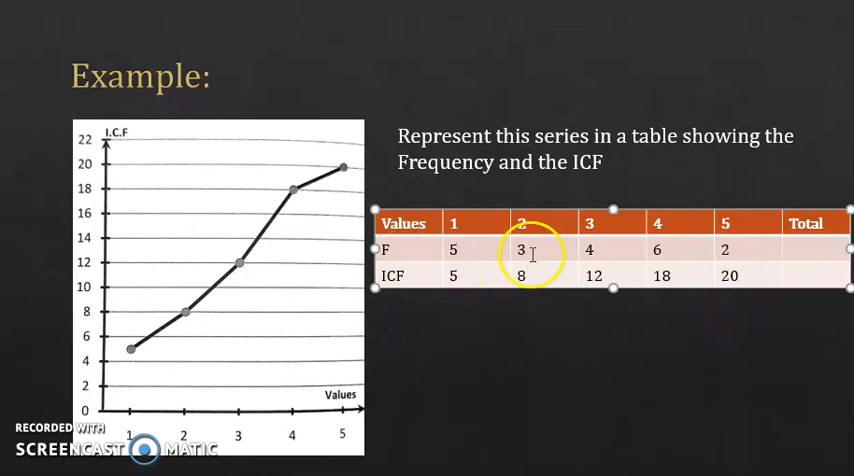 Example:
I.C.F
22
20
18
16
14
12
10
8
6
4
2
0
Values
1 2 3 4 5
Represent this series in a table showing the
Frequency and the ICF
Values 1 2 3 4 5 Total
F 5 3 4 6 2
ICF 5 8 12 18 20
RECORDED WITH
SCREENCAST MATIC